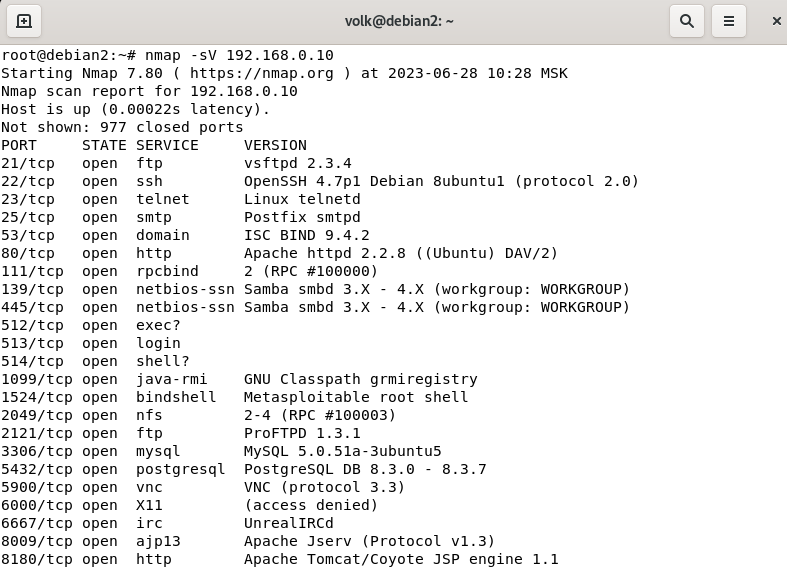 volk@debian2: ~
root@debian2:~# nmap -sV 192.168.0.10
Starting Nmap 7.80 ( https://nmap.org ) at 2023-06-28 10:28 MSK
Nmap scan report for 192.168.0.10
Host is up (0.00022s latency).
Not shown: 977 closed ports
PORT     STATE SERVICE     VERSION
21/tcp   open  ftp         vsftpd 2.3.4
22/tcp   open  ssh         OpenSSH 4.7p1 Debian 8ubuntu1 (protocol 2.0)
23/tcp   open  telnet      Linux telnetd
25/tcp   open  smtp        Postfix smtpd
53/tcp   open  domain      ISC BIND 9.4.2
80/tcp   open  http        Apache httpd 2.2.8 ((Ubuntu) DAV/2)
111/tcp  open  rpcbind     2 (RPC #100000)
139/tcp  open  netbios-ssn Samba smbd 3.X - 4.X (workgroup: WORKGROUP)
445/tcp  open  netbios-ssn Samba smbd 3.X - 4.X (workgroup: WORKGROUP)
512/tcp  open  exec?
513/tcp  open  login
514/tcp  open  shell?
1099/tcp open  java-rmi    GNU Classpath grmiregistry
1524/tcp open  bindshell   Metasploitable root shell
2049/tcp open  nfs         2-4 (RPC #100003)
2121/tcp open  ftp         ProFTPD 1.3.1
3306/tcp open  mysql       MySQL 5.0.51a-3ubuntu5
5432/tcp open  postgresql  PostgreSQL DB 8.3.0 - 8.3.7
5900/tcp open  vnc         VNC (protocol 3.3)
6000/tcp open  X11         (access denied)
6667/tcp open  irc         UnrealIRCd
8009/tcp open  ajp13       Apache Jserv (Protocol v1.3)
8180/tcp open  http        Apache Tomcat/Coyote JSP engine 1.1